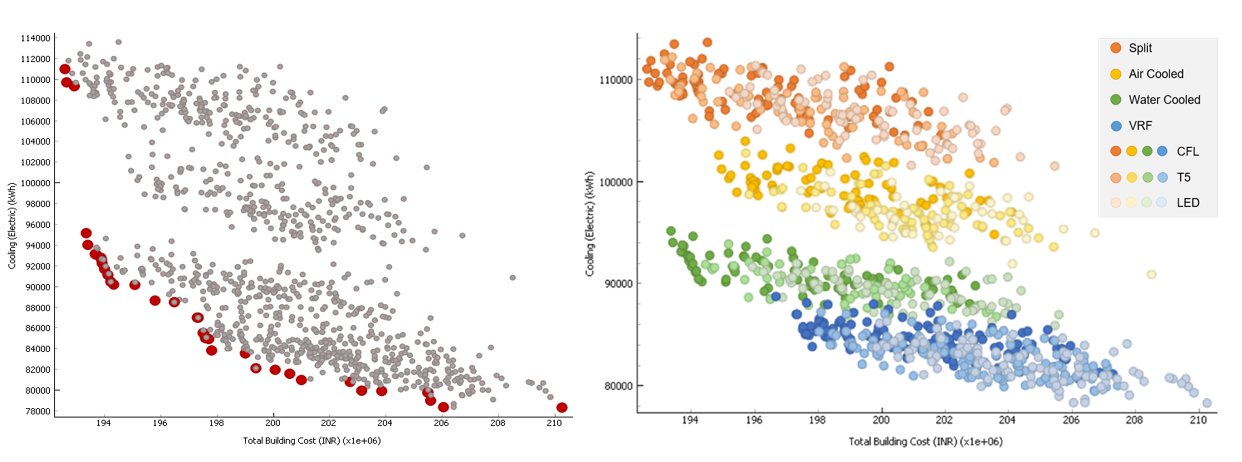 114000
112000
110000
108000
106000
104000
102000
100000
98000
96000
94000
92000
90000
88000
86000
84000
82000
80000
78000
Cooling (Electric) (kWh)
194 196 198 200 202 204 206 208 210
Total Building Cost (INR) (x1e+06)
110000
100000
90000
80000
Cooling (Electric) (kWh)
194 196 198 200 202 204 206 208 210
Total Building Cost (INR) (x1e+06)
Split
Air Cooled
Water Cooled
VRF
CFL
T5
LED